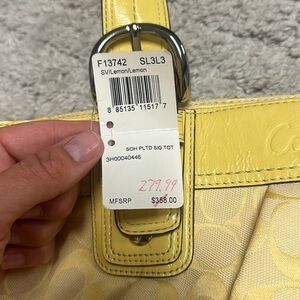 F13742 SL3L3
SV/Lemon/Lemon
8 85135 11517 7
SOH PLTD SIG TOT
3H00040446
279.99
MFSRP $358.00